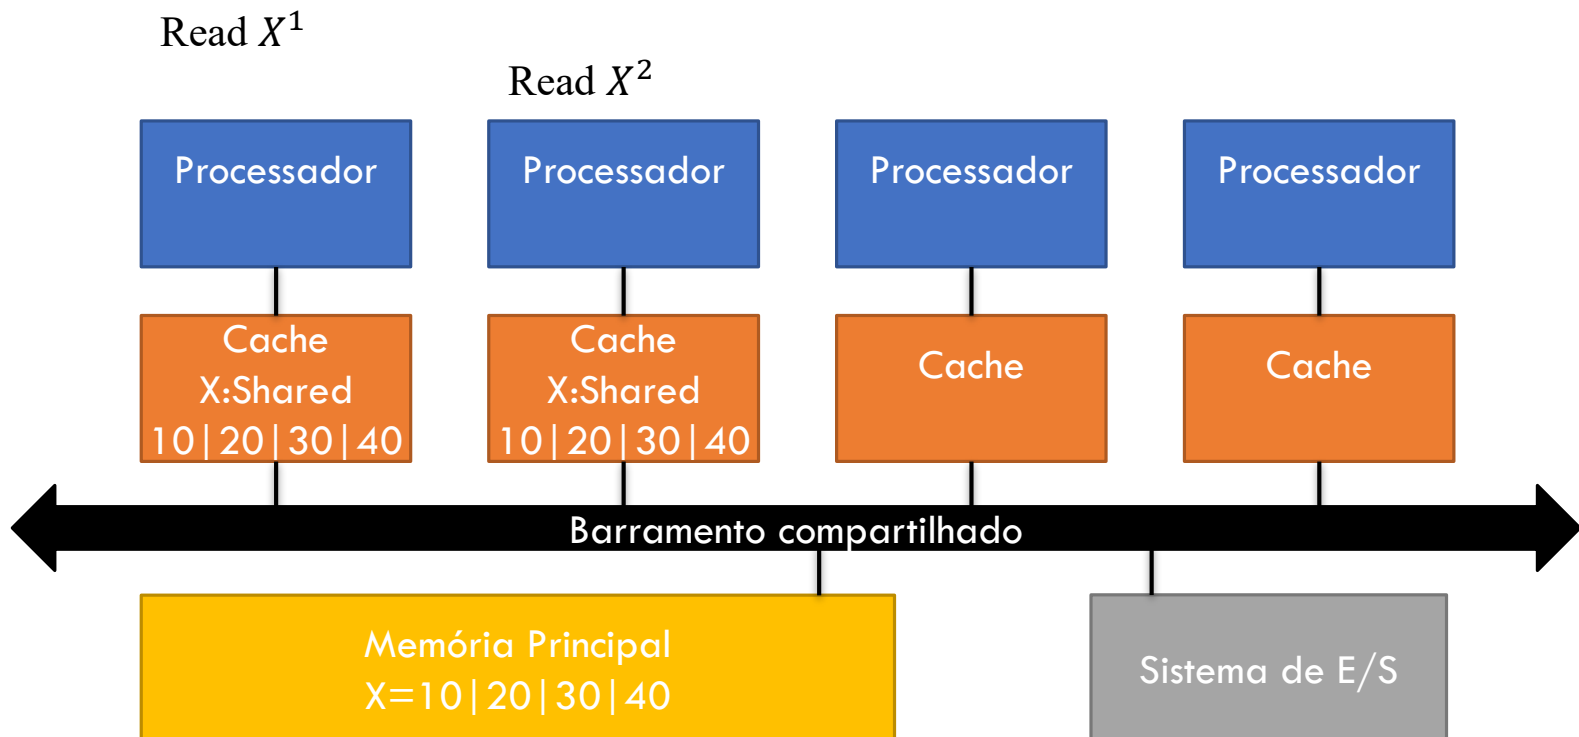 Read X¹
Read X²
Processador
Processador
Processador
Processador
Cache
X:Shared
10|20|30|40
Cache
X:Shared
10|20|30|40
Cache
Cache
Barramento compartilhado
Memória Principal
X=10|20|30|40
Sistema de E/S